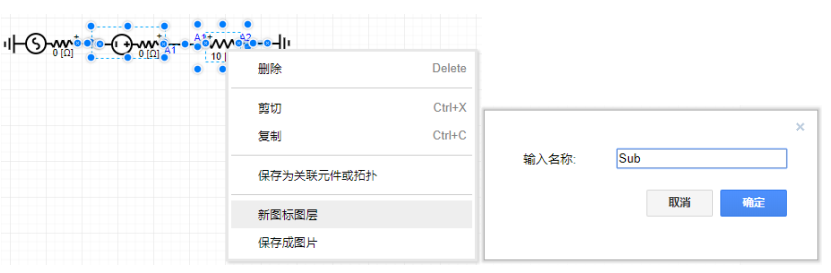 0 [Ω]
0 [Ω]
A1
A1
A2
10 [
删除 Delete
剪切 Ctrl+X
复制 Ctrl+C
保存为关联元件或拓扑
新图标图层
保存成图片
×
输入名称: Sub
取消 确定